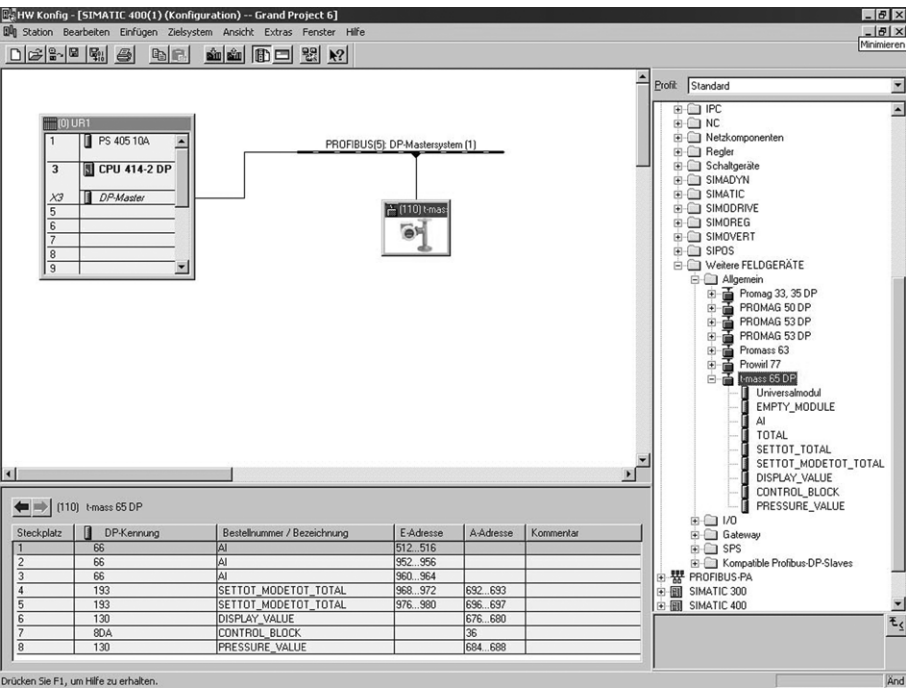 HW Konfig - [SIMATIC 400(1) (Konfiguration) -- Grand Project 6]
Station Bearbeiten Einfügen Zielsystem Ansicht Extras Fenster Hilfe
Minimieren
(0) UR1
1 PS 405 10A
3 CPU 414-2 DP
X3 DP-Master
5
6
7
8
9
PROFIBUS(5): DP-Mastersystem (1)
(110) t-mass
Profil: Standard
IPC
NC
Netzkomponenten
Regler
Schaltgeräte
SIMADYN
SIMATIC
SIMODRIVE
SIMOREG
SIMOVERT
SIPOS
Weitere FELDGERÄTE
Allgemein
Promag 33, 35 DP
PROMAG 50 DP
PROMAG 53 DP
PROMAG 53 DP
Promass 63
Prowirl 77
t-mass 65 DP
Universalmodul
EMPTY_MODULE
AI
TOTAL
SETTOT_TOTAL
SETTOT_MODETOT_TOTAL
DISPLAY_VALUE
CONTROL_BLOCK
PRESSURE_VALUE
I/O
Gateway
SPS
Kompatible Profibus-DP-Slaves
PROFIBUS-PA
SIMATIC 300
SIMATIC 400
(110) t-mass 65 DP
Steckplatz DP-Kennung Bestellnummer / Bezeichnung E-Adresse A-Adresse Kommentar
1 66 AI 512...516
2 66 AI 952...956
3 66 AI 960...964
4 193 SETTOT_MODETOT_TOTAL 968...972 692...693
5 193 SETTOT_MODETOT_TOTAL 976...980 696...697
6 130 DISPLAY_VALUE 676...680
7 8DA CONTROL_BLOCK 36
8 130 PRESSURE_VALUE 684...688
Drücken Sie F1, um Hilfe zu erhalten.
Änd